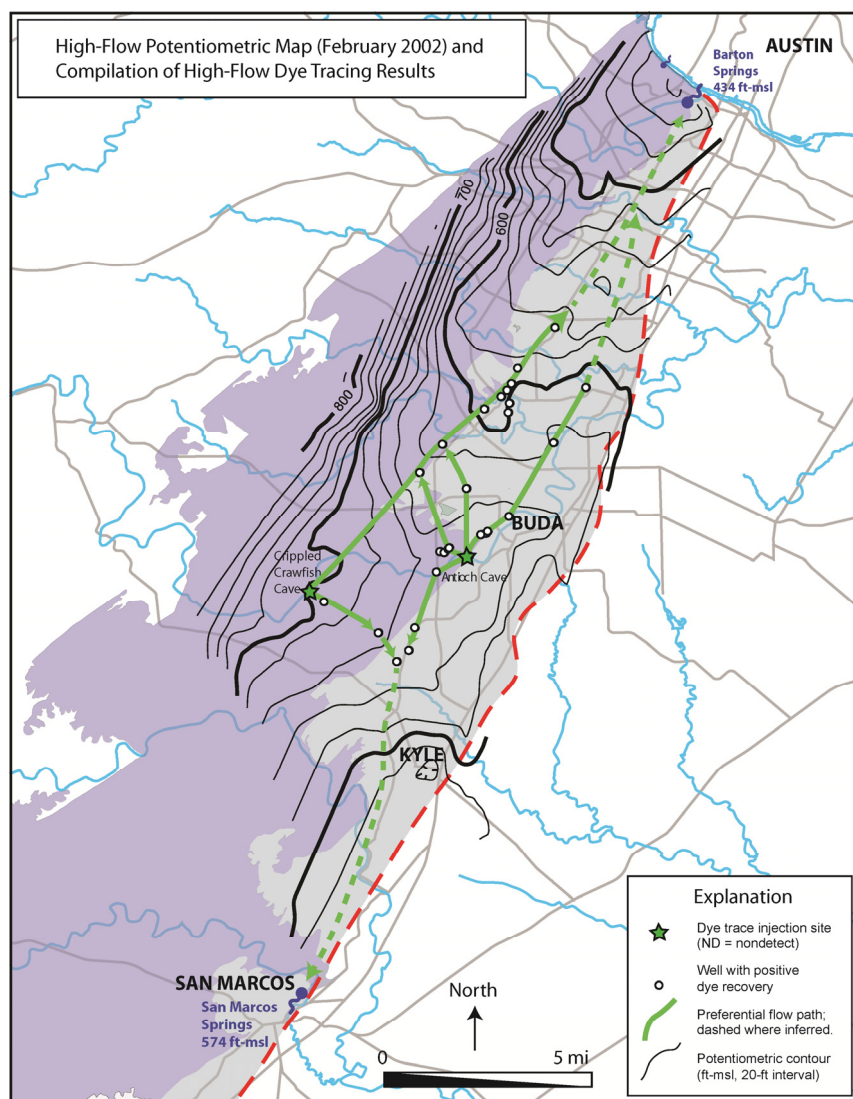 High-Flow Potentiometric Map (February 2002) and
Compilation of High-Flow Dye Tracing Results
AUSTIN
Barton
Springs
434 ft-msl
700
600
800
BUDA
Crippled
Crawfish
Cave
Antioch Cave
KYLE
SAN MARCOS
San Marcos
Springs
574 ft-msl
North
0
5 mi
Explanation
Dye trace injection site
(ND = nondetect)
Well with positive
dye recovery
Preferential flow path;
dashed where inferred.
Potentiometric contour
(ft-msl, 20-ft interval)